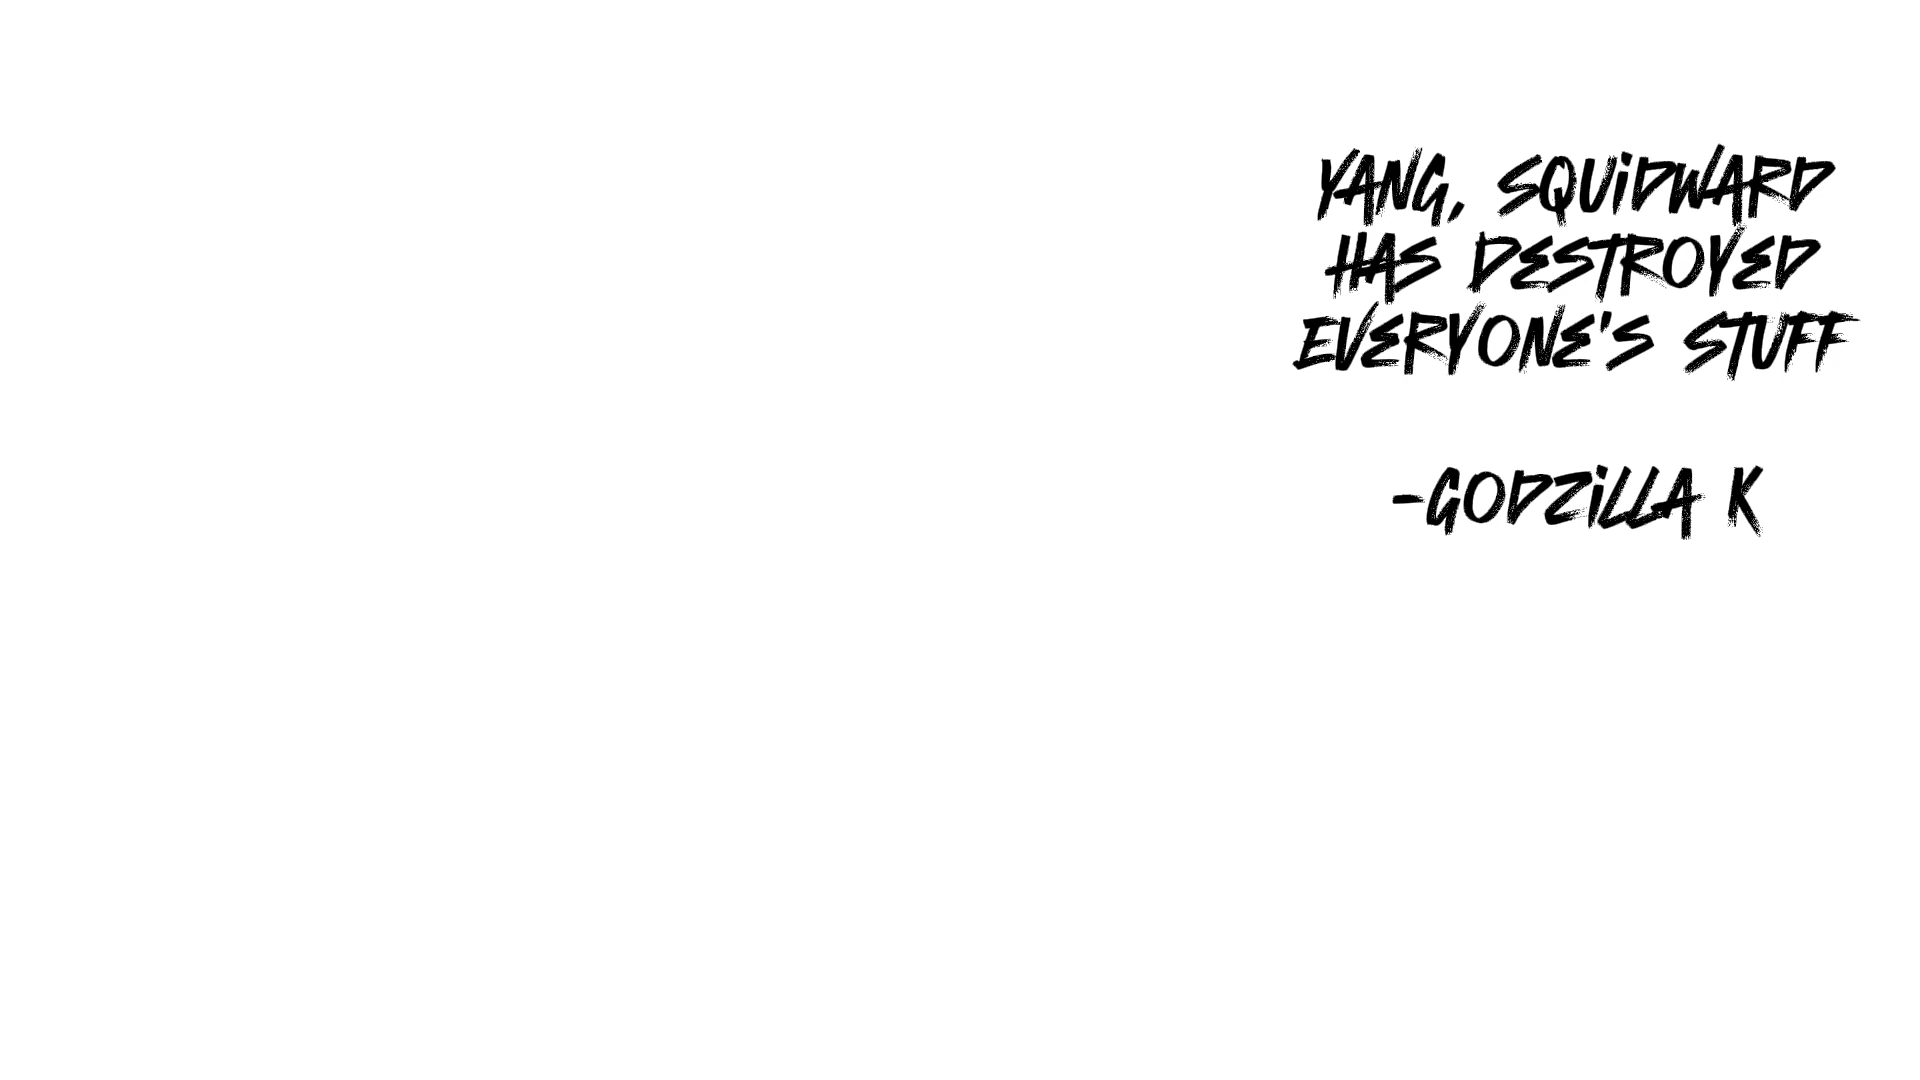 YANG, SQUIDWARD
HAS DESTROYED
EVERYONE'S STUFF
-GODZILLA K